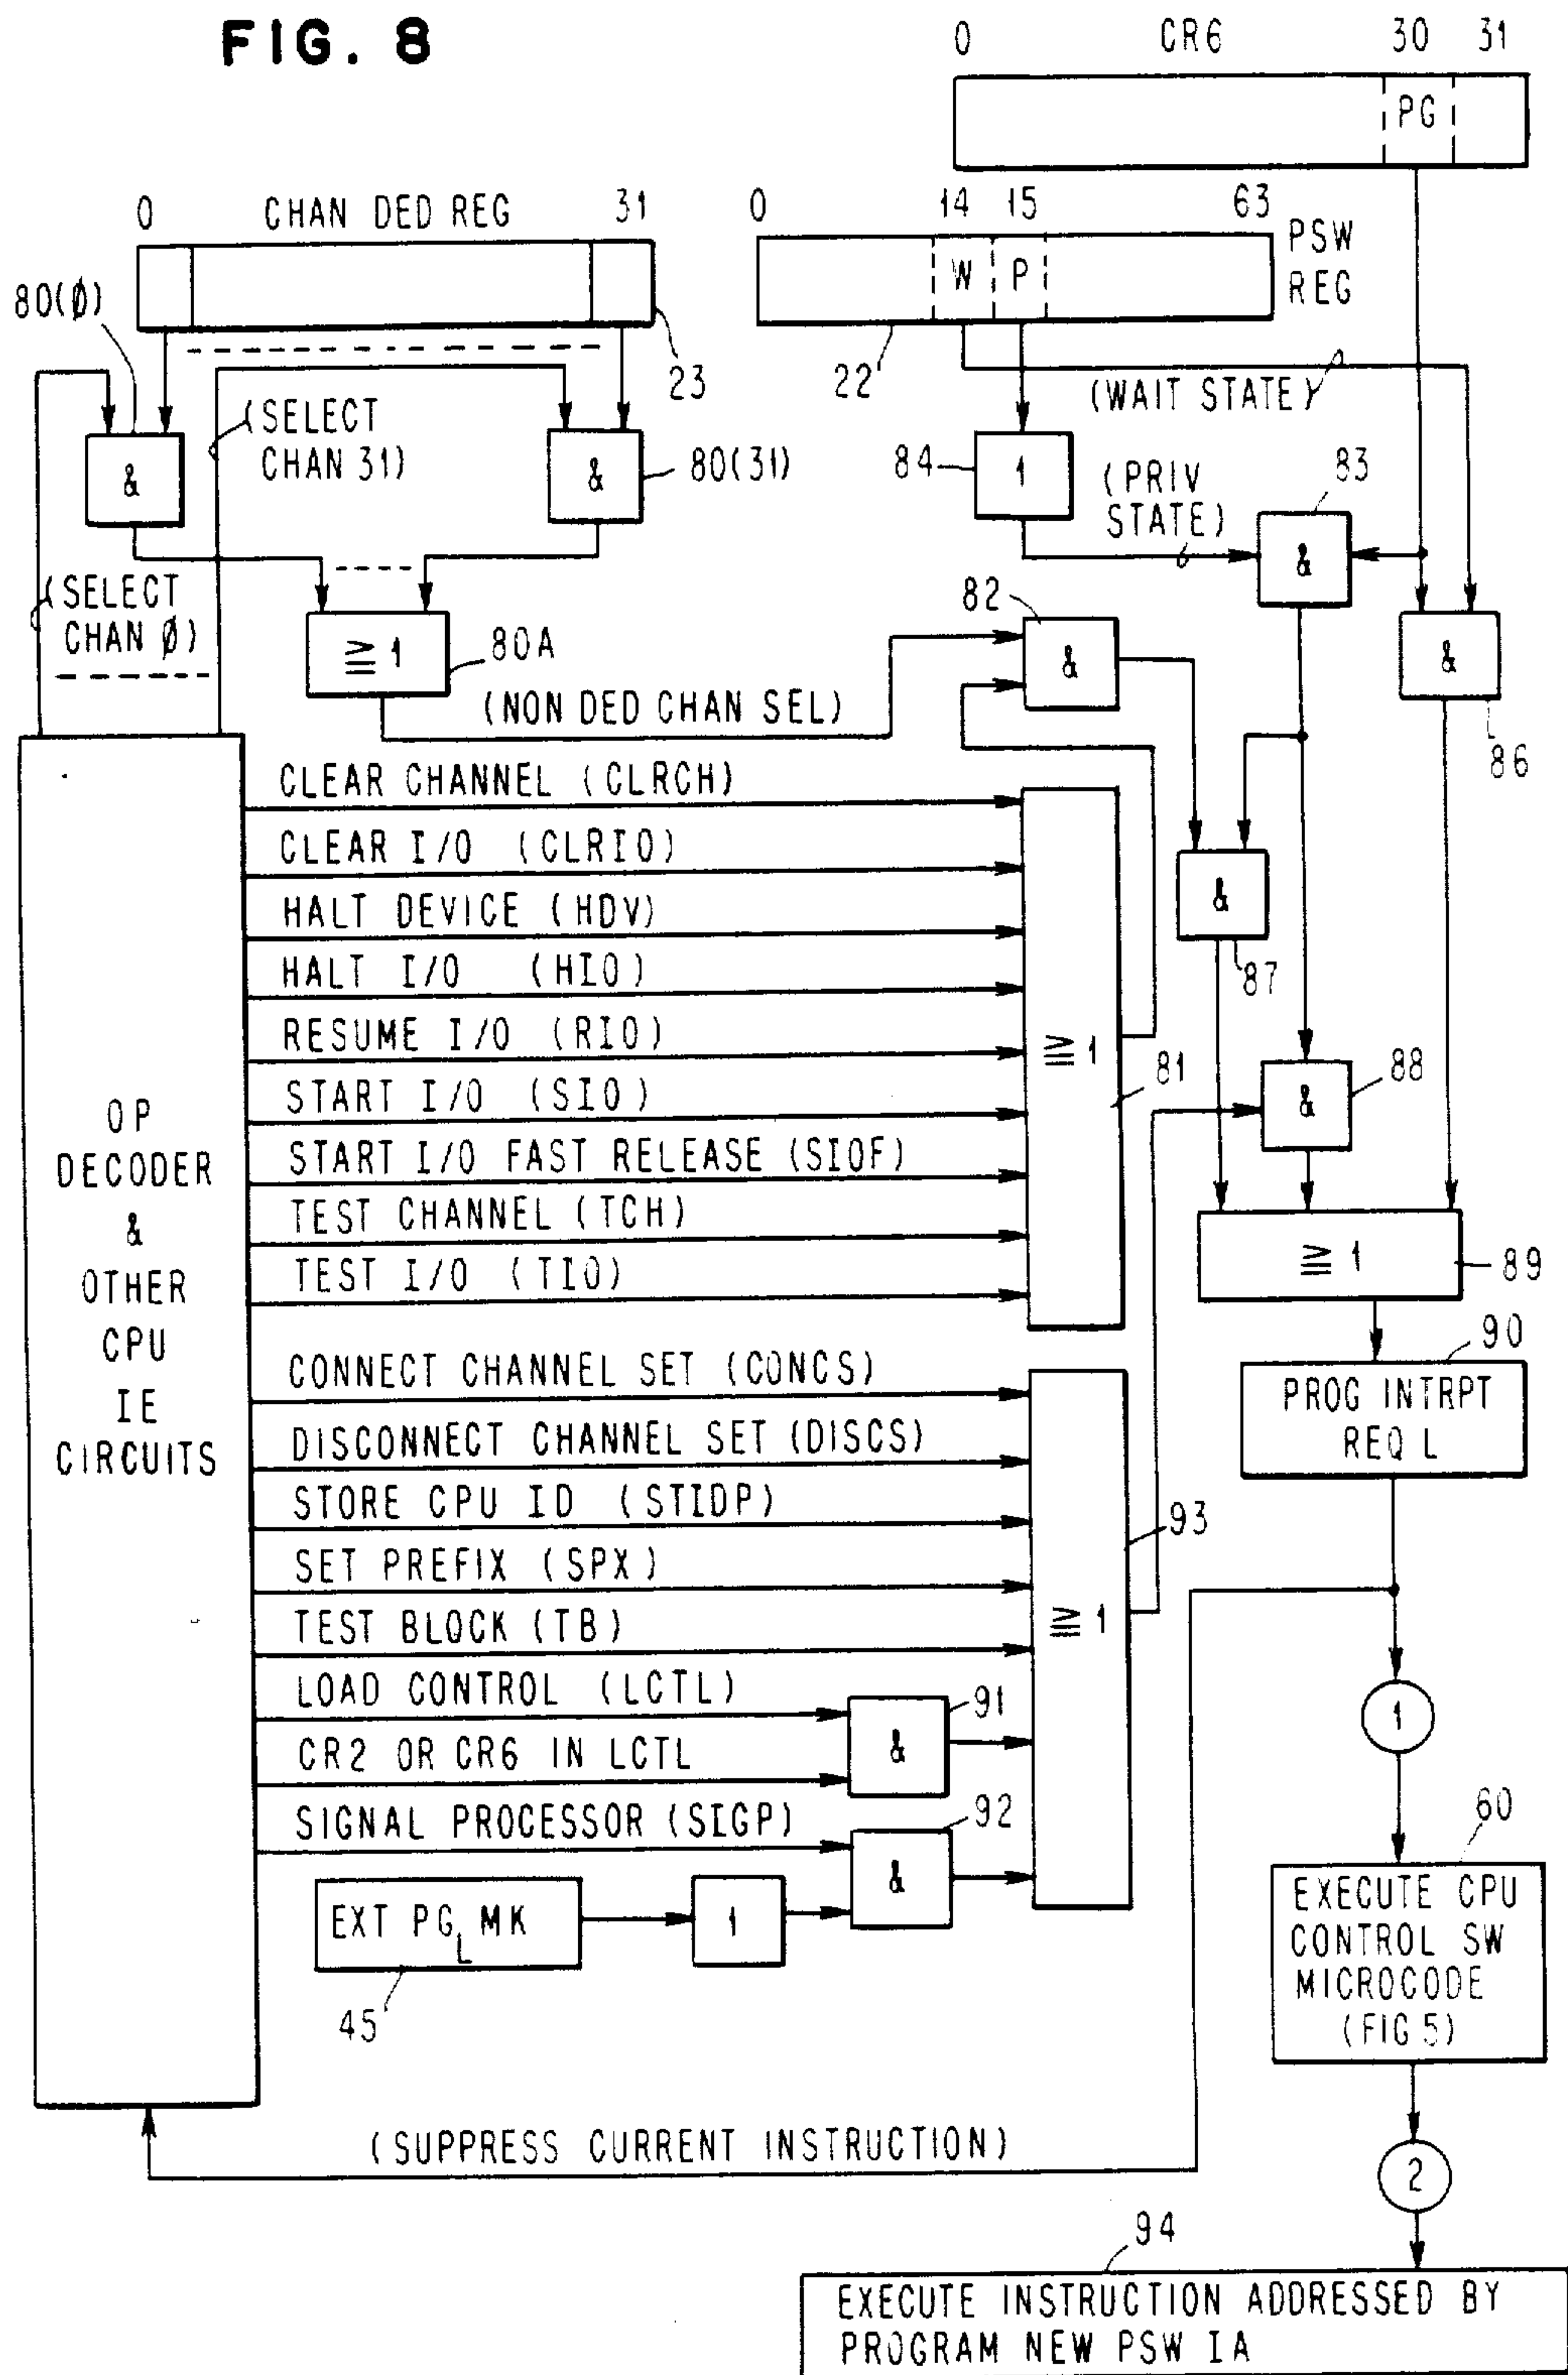 FIG. 8
0 CR6 30 31
PG
0 CHAN DED REG 31
0 14 15 63
PSW
REG
W P
80(ø)
23
22
(WAIT STATE)
(SELECT
CHAN 31)
&
&
80(31)
84
1
(PRIV
STATE)
83
&
(SELECT
CHAN ø)
≧ 1
80A
82
&
&
86
(NON DED CHAN SEL)
CLEAR CHANNEL (CLRCH)
CLEAR I/O (CLRIO)
HALT DEVICE (HDV)
HALT I/O (HIO)
RESUME I/O (RIO)
START I/O (SIO)
START I/O FAST RELEASE (SIOF)
TEST CHANNEL (TCH)
TEST I/O (TIO)
≧ 1
81
&
87
&
88
≧ 1
89
OP
DECODER
&
OTHER
CPU
IE
CIRCUITS
CONNECT CHANNEL SET (CONCS)
DISCONNECT CHANNEL SET (DISCS)
STORE CPU ID (STIDP)
SET PREFIX (SPX)
TEST BLOCK (TB)
LOAD CONTROL (LCTL)
CR2 OR CR6 IN LCTL
SIGNAL PROCESSOR (SIGP)
≧ 1
93
&
91
&
92
EXT PG MK
L
1
45
90
PROG INTRPT
REQ L
1
60
EXECUTE CPU
CONTROL SW
MICROCODE
(FIG 5)
2
(SUPPRESS CURRENT INSTRUCTION)
94
EXECUTE INSTRUCTION ADDRESSED BY
PROGRAM NEW PSW IA